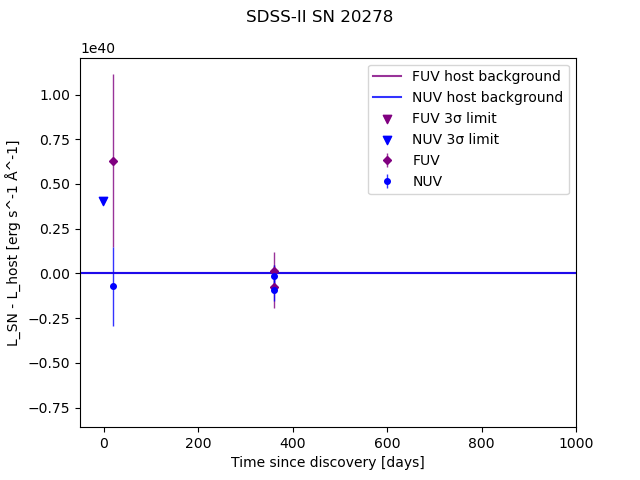 SDSS-II SN 20278
1e40
FUV host background
NUV host background
FUV 3σ limit
NUV 3σ limit
FUV
NUV
1.00
0.75
0.50
0.25
0.00
−0.25
−0.50
−0.75
L_SN - L_host [erg s^-1 Å^-1]
0
200
400
600
800
1000
Time since discovery [days]